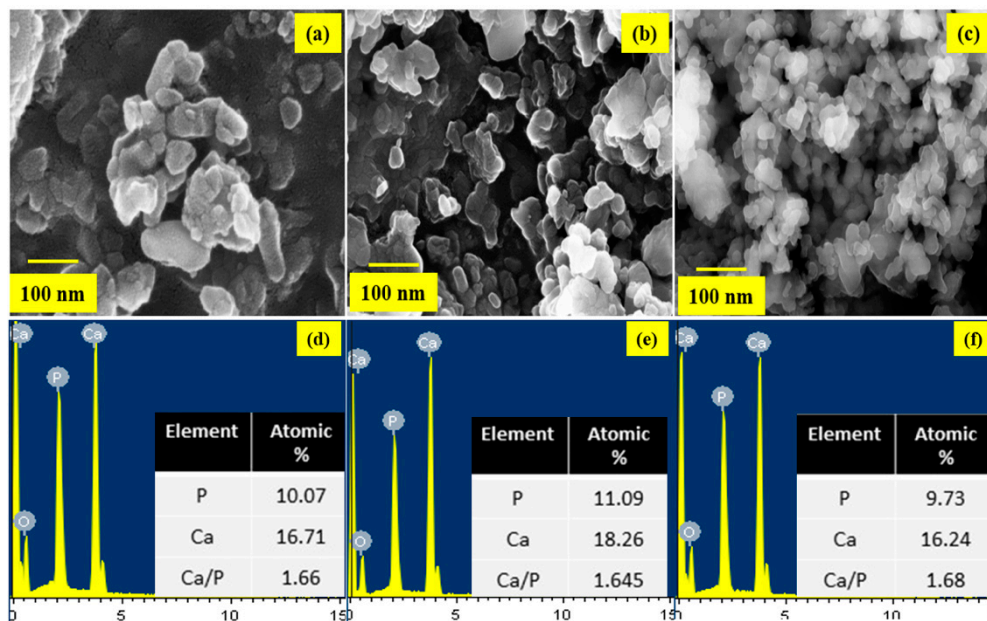 (a)
100 nm
(b)
100 nm
(c)
100 nm
(d)
Ca
Ca
P
O
Element Atomic %
P 10.07
Ca 16.71
Ca/P 1.66
5 10 15
(e)
Ca
Ca
P
O
Element Atomic %
P 11.09
Ca 18.26
Ca/P 1.645
5 10 15
(f)
Ca
Ca
P
O
Element Atomic %
P 9.73
Ca 16.24
Ca/P 1.68
5 10